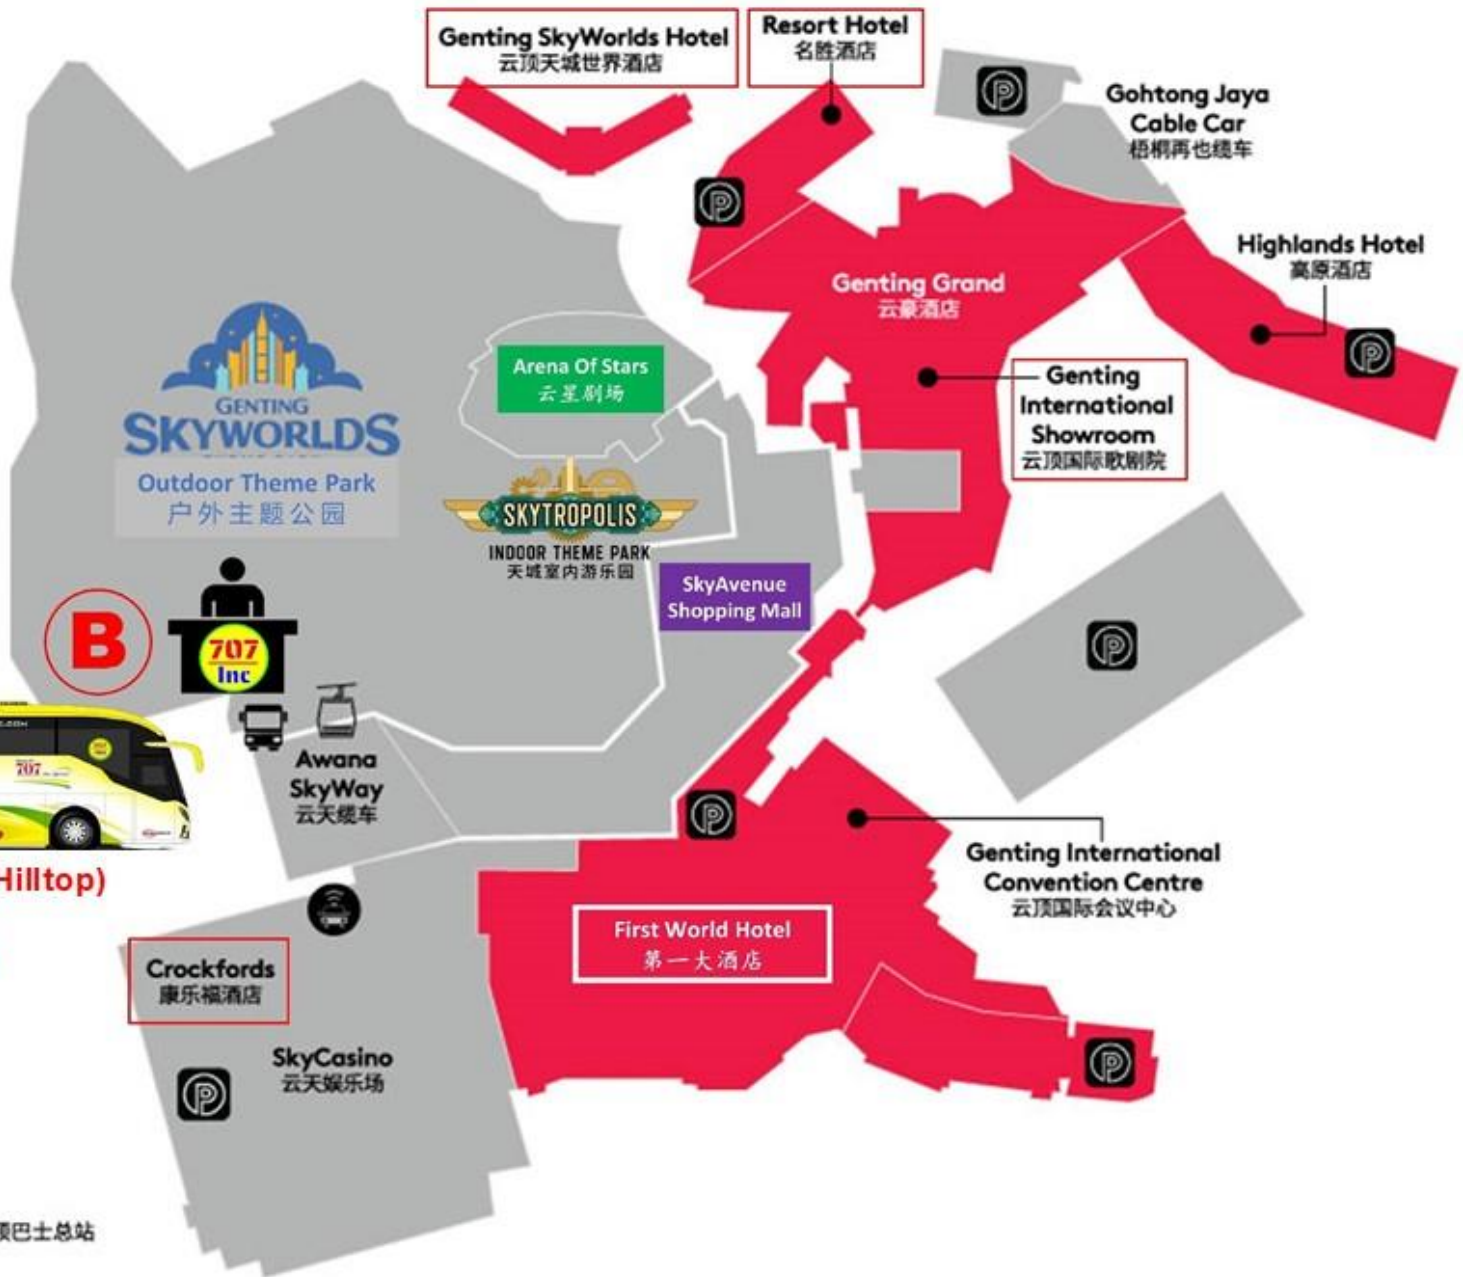 Genting SkyWorlds Hotel
云顶天城世界酒店
Resort Hotel
名胜酒店
Gohtong Jaya
Cable Car
梧桐再也缆车
Highlands Hotel
高原酒店
Genting Grand
云豪酒店
Genting
International
Showroom
云顶国际歌剧院
Arena Of Stars
云星剧场
GENTING
SKYWORLDS
Outdoor Theme Park
户外主题公园
SKYTROPOLIS
INDOOR THEME PARK
天城室内游乐园
SkyAvenue
Shopping Mall
B
707
Inc
707
Awana
SkyWay
云天缆车
Hilltop)
Genting International
Convention Centre
云顶国际会议中心
First World Hotel
第一大酒店
Crockfords
康乐福酒店
SkyCasino
云天娱乐场
巴士总站
P
P
P
P
P
P
P